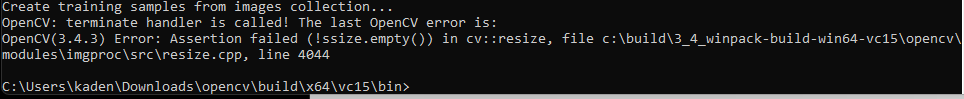 Create training samples from images collection...
OpenCV: terminate handler is called! The last OpenCV error is:
OpenCV(3.4.3) Error: Assertion failed (!ssize.empty()) in cv::resize, file c:\build\3_4_winpack-build-win64-vc15\opencv\
modules\imgproc\src\resize.cpp, line 4044
C:\Users\kaden\Downloads\opencv\build\x64\vc15\bin>